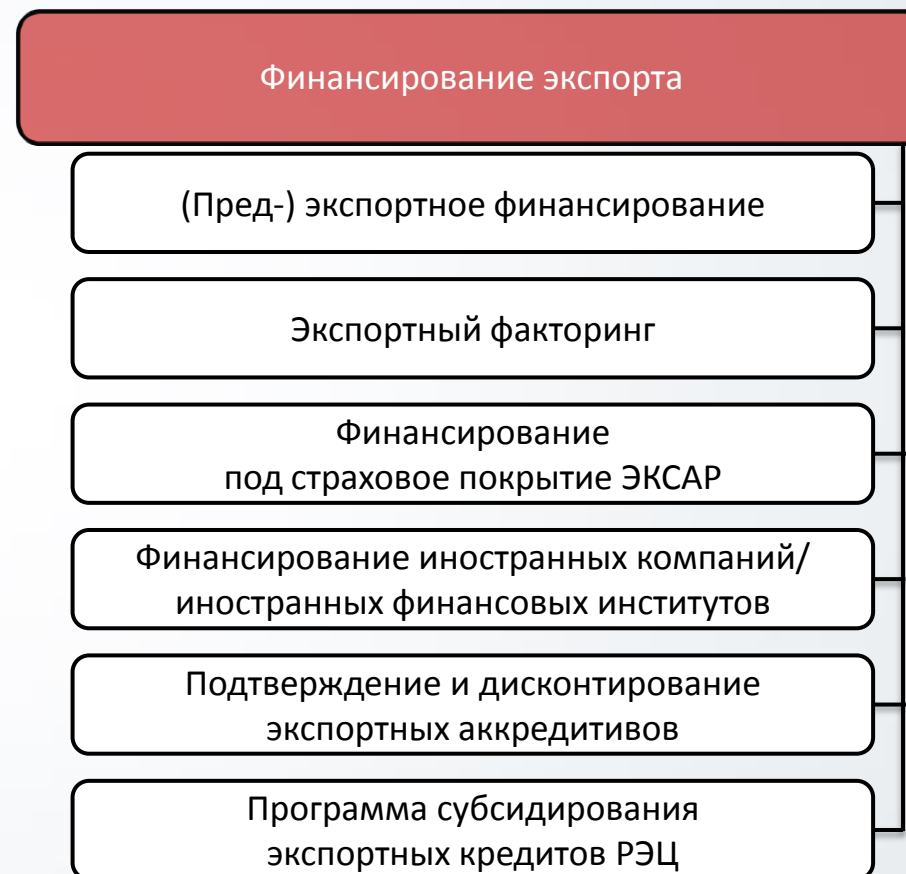 Финансирование экспорта
(Пред-) экспортное финансирование
Экспортный факторинг
Финансирование
под страховое покрытие ЭКСАР
Финансирование иностранных компаний/
иностранных финансовых институтов
Подтверждение и дисконтирование
экспортных аккредитивов
Программа субсидирования
экспортных кредитов РЭЦ